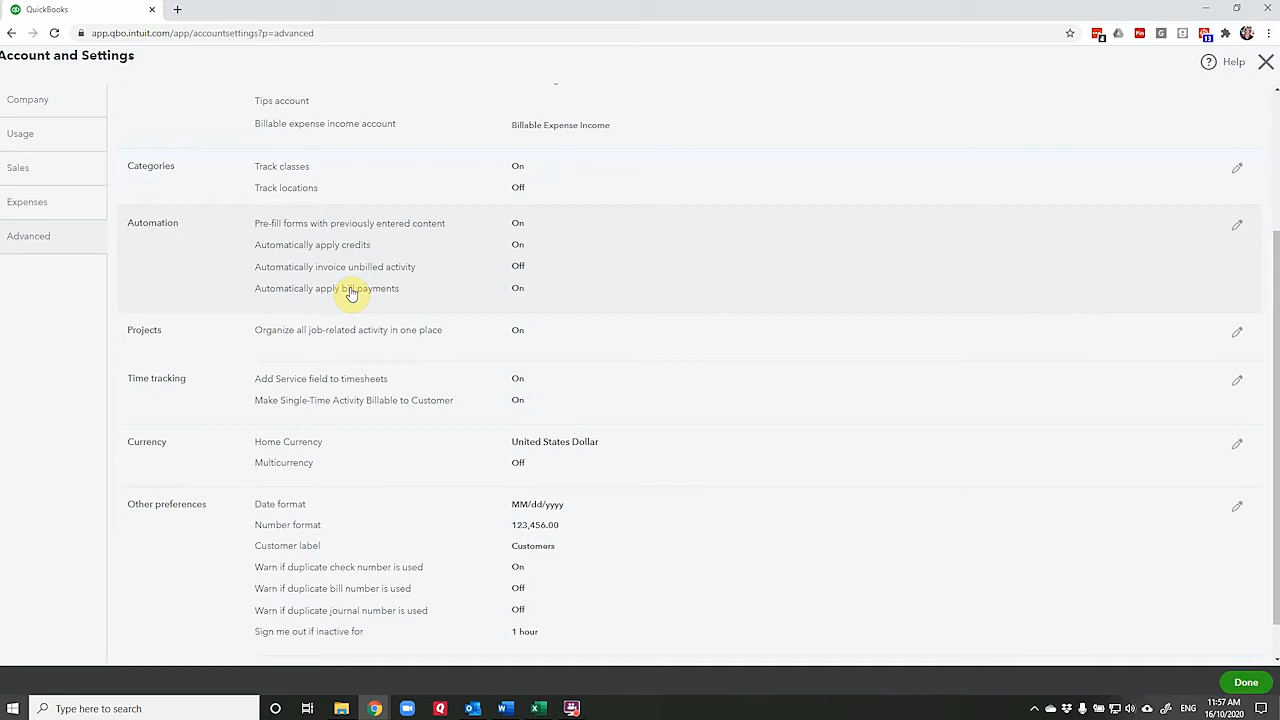 QuickBooks
app.qbo.intuit.com/app/accountsettings?p=advanced
4
13
Account and Settings
Help
Company
Usage
Sales
Expenses
Advanced
Tips account
Billable expense income account Billable Expense Income
Categories Track classes On
Track locations Off
Automation Pre-fill forms with previously entered content On
Automatically apply credits On
Automatically invoice unbilled activity Off
Automatically apply bill payments On
Projects Organize all job-related activity in one place On
Time tracking Add Service field to timesheets On
Make Single-Time Activity Billable to Customer On
Currency Home Currency United States Dollar
Multicurrency Off
Other preferences Date format MM/dd/yyyy
Number format 123,456.00
Customer label Customers
Warn if duplicate check number is used On
Warn if duplicate bill number is used Off
Warn if duplicate journal number is used Off
Sign me out if inactive for 1 hour
Done
Type here to search
ENG
11:57 AM
16/10/2020